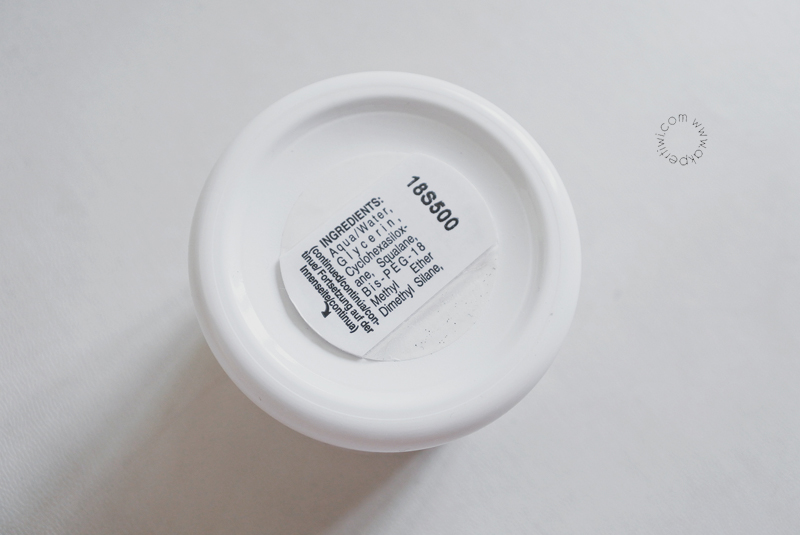 18S500
INGREDIENTS:
Aqua/Water,
Glycerin,
Cyclohexasilox-
ane, Squalane,
Bis-PEG-18
Methyl Ether
Dimethyl Silane,
(continued/continúa/con-
tinue/Fortsetzung auf der
Innenseite/continua)
www.akpertiwi.com